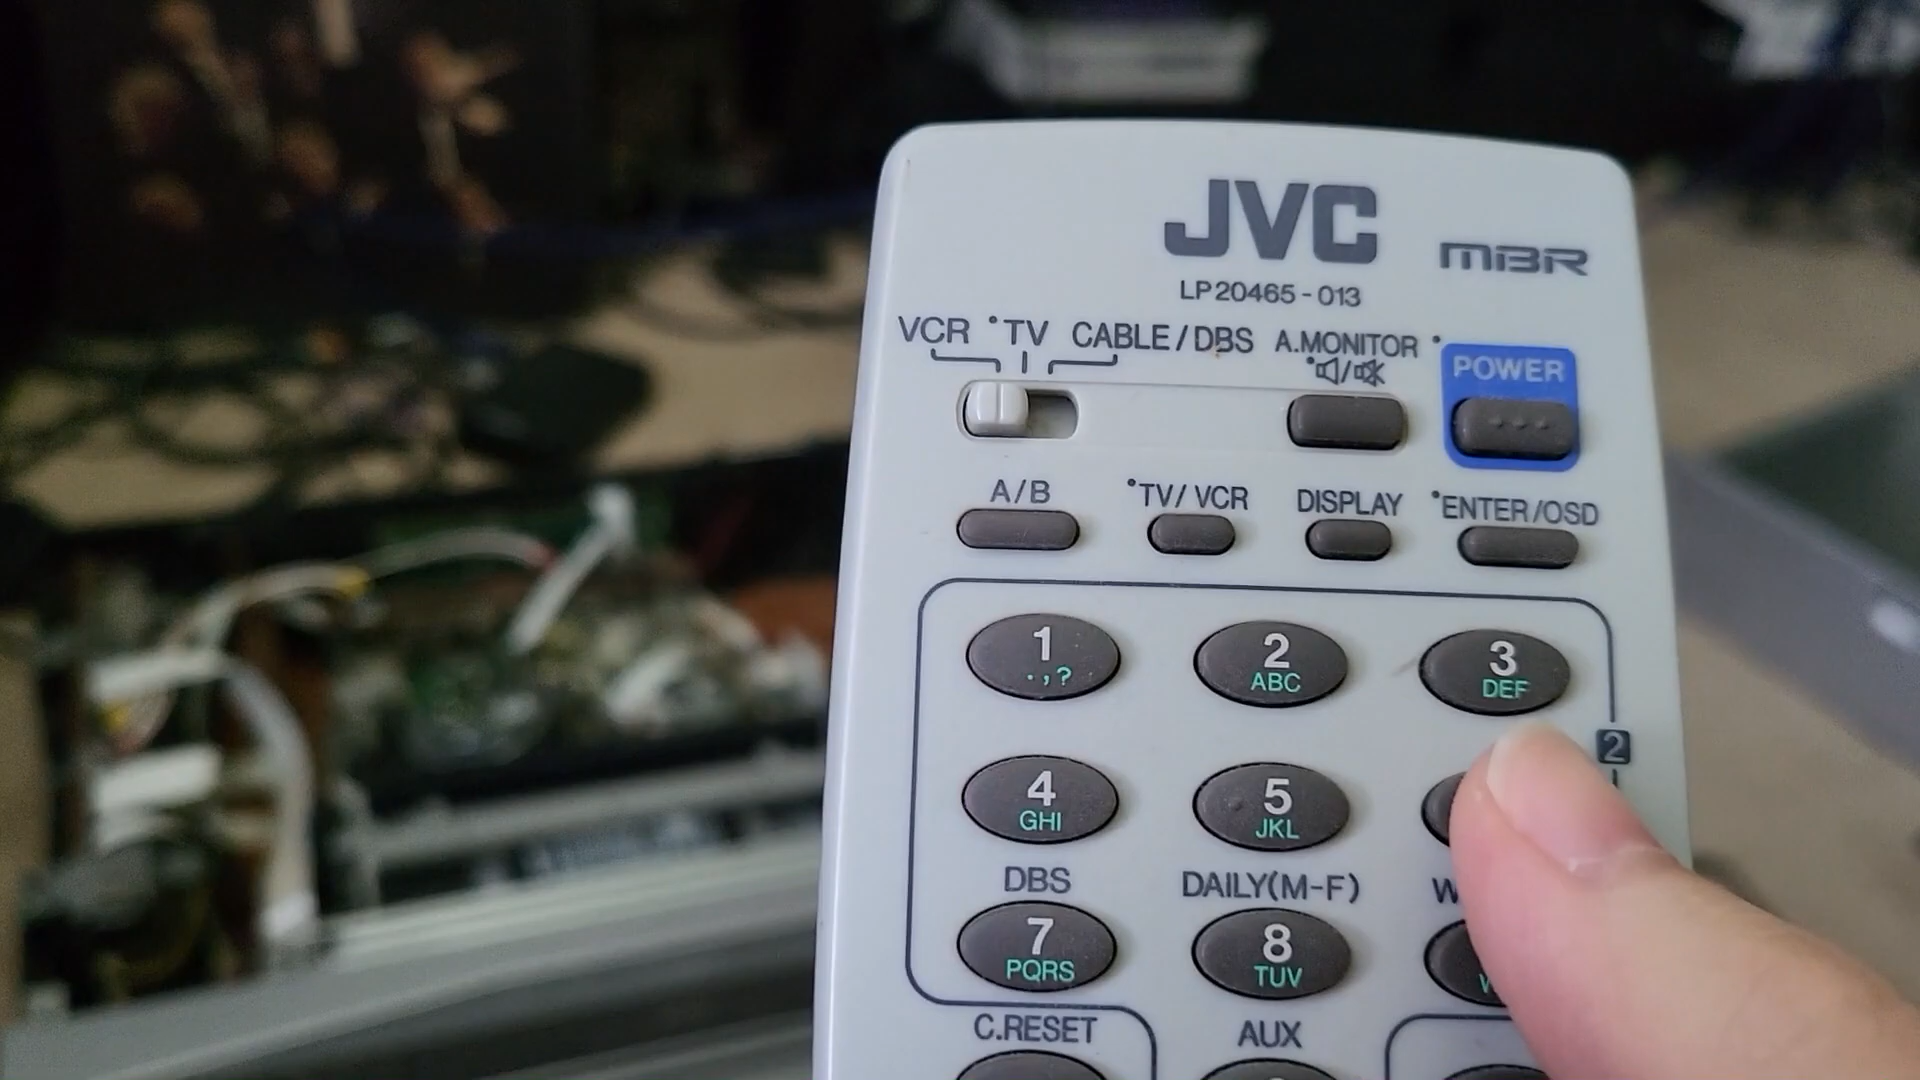 JVC
MBR
LP20465-013
VCR TV CABLE/DBS A.MONITOR
POWER
A/B TV/VCR DISPLAY ENTER/OSD
1 2 3
.,? ABC DEF
2
4 5
GHI JKL
DBS DAILY(M-F)
7 8
PQRS TUV
C.RESET AUX